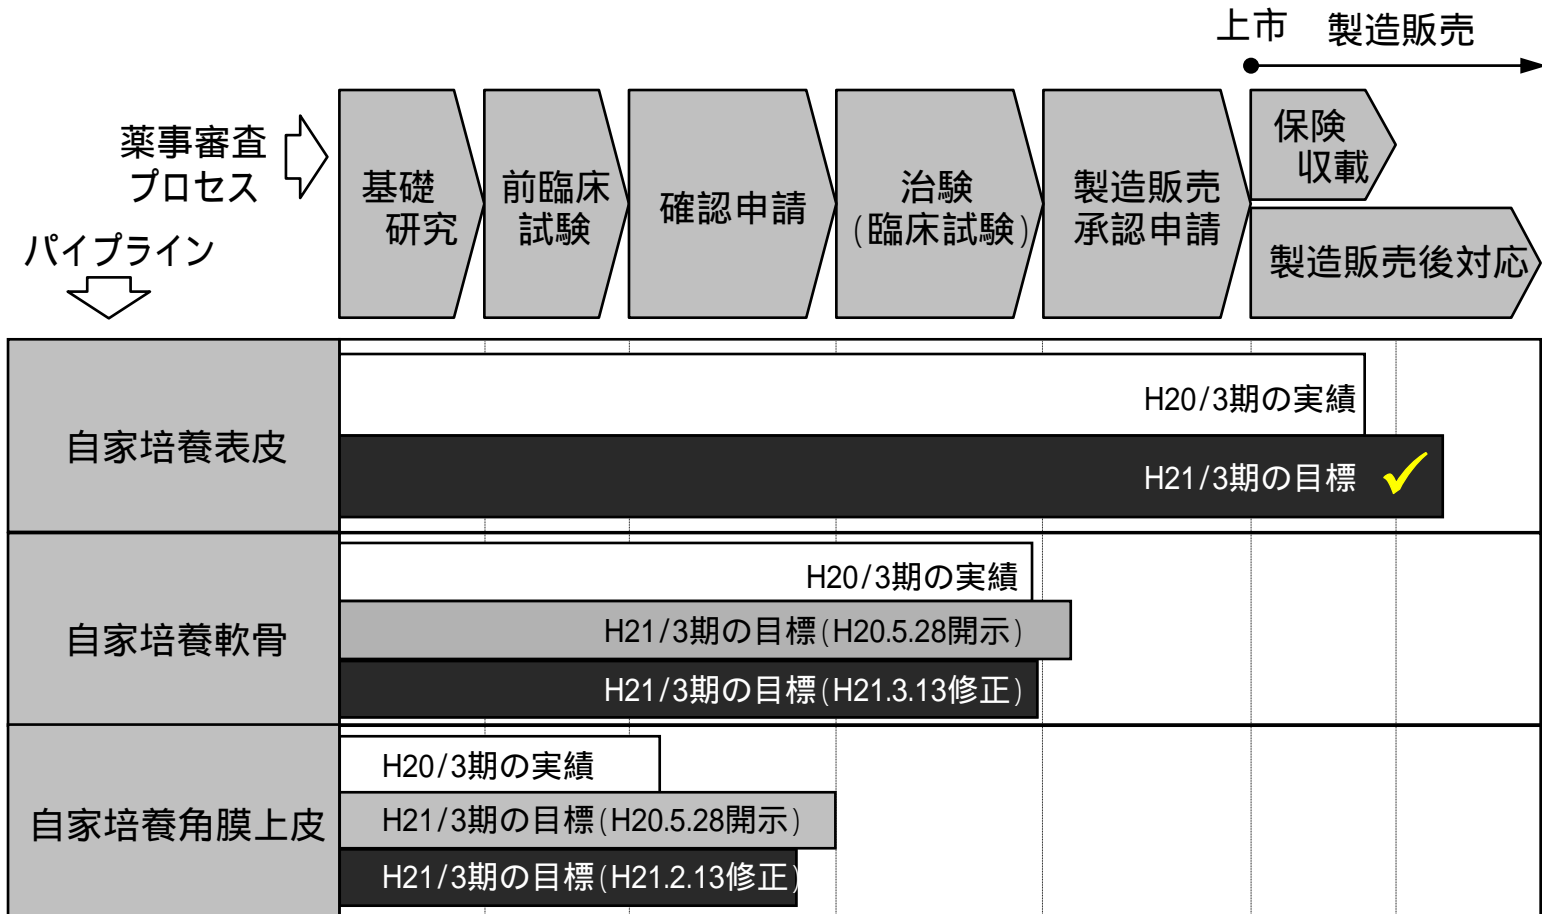 上市 製造販売
薬事審査
プロセス
パイプライン
基礎
研究
前臨床
試験
確認申請
治験
(臨床試験)
製造販売
承認申請
保険
収載
製造販売後対応
自家培養表皮
H20/3期の実績
H21/3期の目標
自家培養軟骨
H20/3期の実績
H21/3期の目標(H20.5.28開示)
H21/3期の目標(H21.3.13修正)
自家培養角膜上皮
H20/3期の実績
H21/3期の目標(H20.5.28開示)
H21/3期の目標(H21.2.13修正)